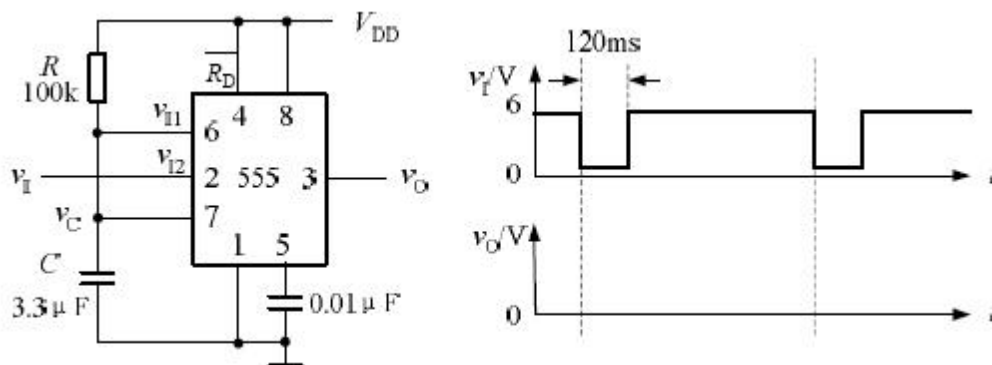 V_DD
R
100k
R_D
v_I1
4 8
6
v_I2
v_I
2 555 3
v_O
v_C
7
1 5
C
3.3μF
0.01μF
120ms
v_I/V
6
0
v_O/V
0